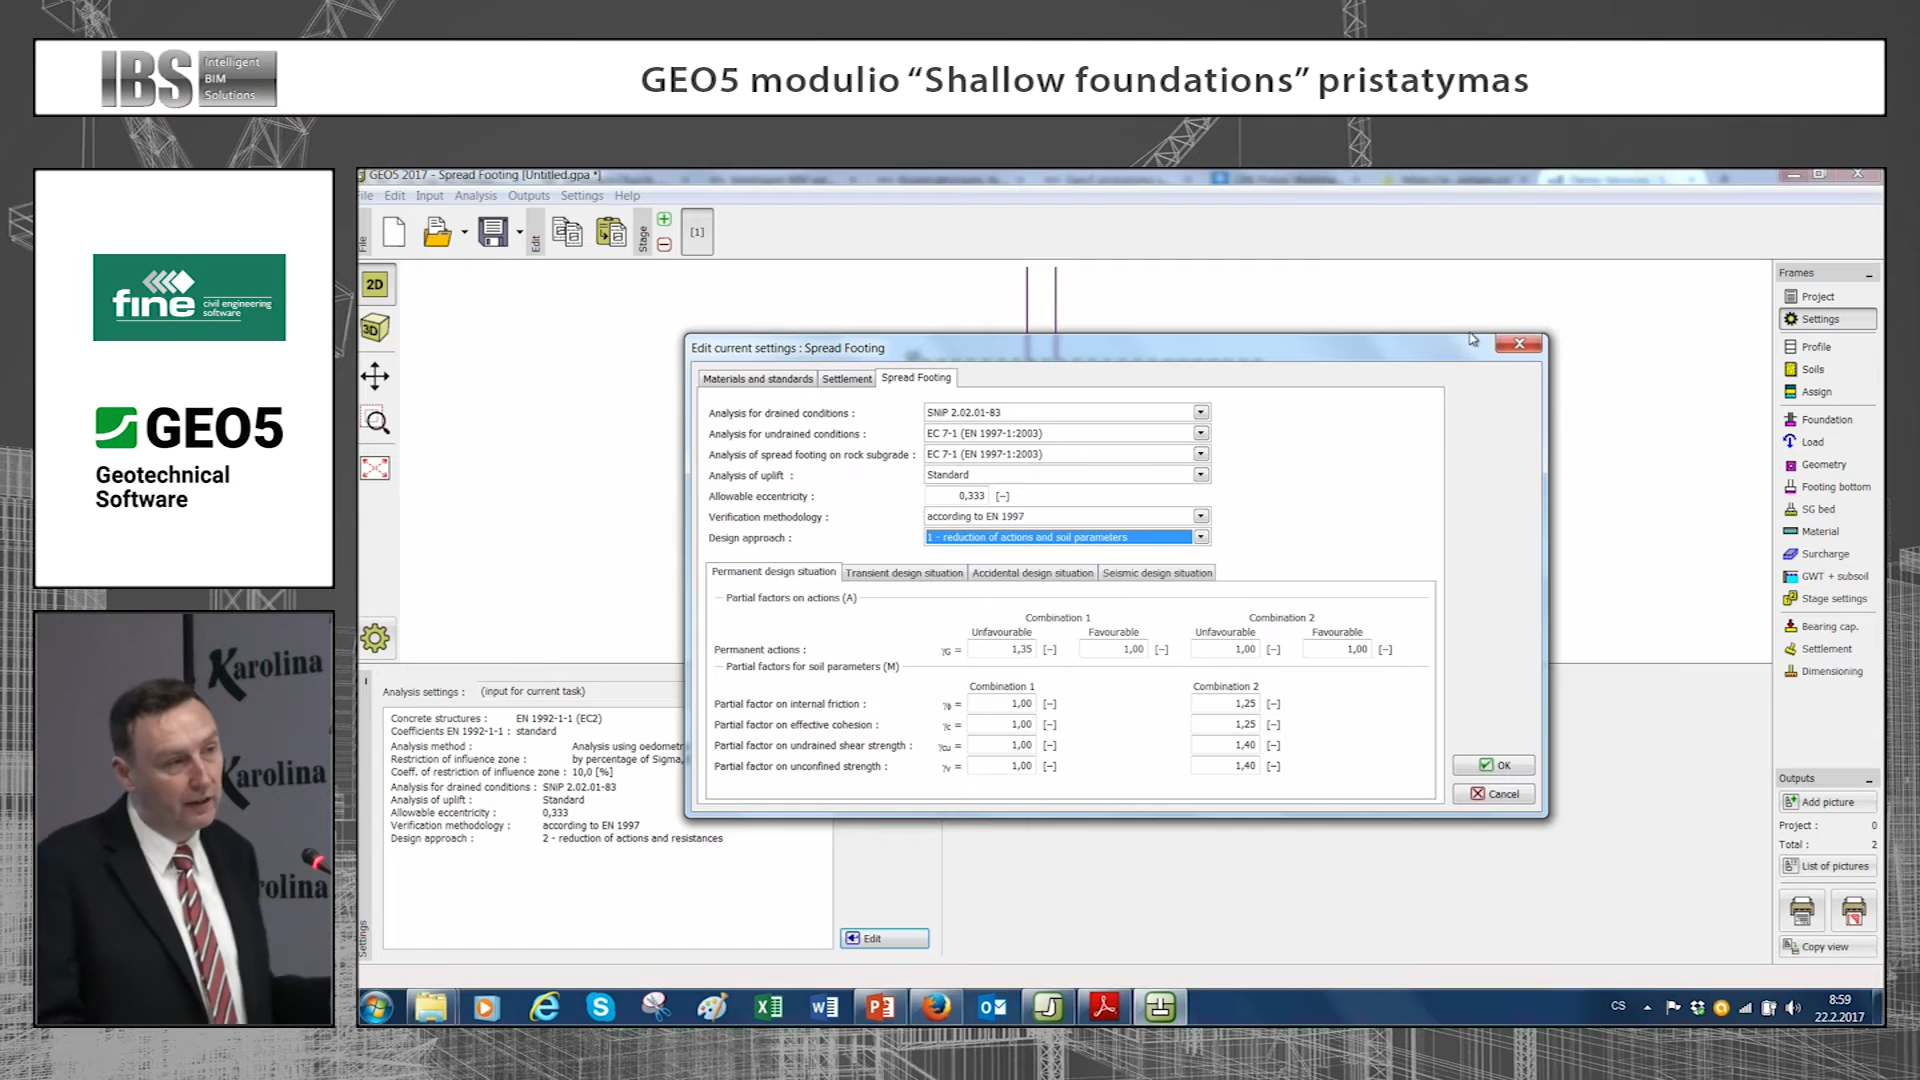 IBS
Intelligent
BIM
Solutions
GEO5 modulio “Shallow foundations” pristatymas
fine
civil engineering
software
GEO5
Geotechnical
Software
Karolina
Karolina
rolina
GEO5 2017 - Spread Footing [Untitled.gpa *]
File Edit Input Analysis Outputs Settings Help
File
Edit
Stage
[1]
2D
3D
Edit current settings : Spread Footing
Materials and standards Settlement Spread Footing
Analysis for drained conditions : SNiP 2.02.01-83
Analysis for undrained conditions : EC 7-1 (EN 1997-1:2003)
Analysis of spread footing on rock subgrade : EC 7-1 (EN 1997-1:2003)
Analysis of uplift : Standard
Allowable eccentricity : 0,333 [–]
Verification methodology : according to EN 1997
Design approach : 1 - reduction of actions and soil parameters
Permanent design situation Transient design situation Accidental design situation Seismic design situation
Partial factors on actions (A)
Combination 1 Combination 2
Unfavourable Favourable Unfavourable Favourable
Permanent actions : γG = 1,35 [–] 1,00 [–] 1,00 [–] 1,00 [–]
Partial factors for soil parameters (M)
Combination 1 Combination 2
Partial factor on internal friction : γφ = 1,00 [–] 1,25 [–]
Partial factor on effective cohesion : γc = 1,00 [–] 1,25 [–]
Partial factor on undrained shear strength : γcu = 1,00 [–] 1,40 [–]
Partial factor on unconfined strength : γv = 1,00 [–] 1,40 [–]
OK
Cancel
Settings
Analysis settings : (input for current task)
Concrete structures : EN 1992-1-1 (EC2)
Coefficients EN 1992-1-1 : standard
Analysis method : Analysis using oedometr
Restriction of influence zone : by percentage of Sigma,
Coeff. of restriction of influence zone : 10,0 [%]
Analysis for drained conditions : SNiP 2.02.01-83
Analysis of uplift : Standard
Allowable eccentricity : 0,333
Verification methodology : according to EN 1997
Design approach : 2 - reduction of actions and resistances
Edit
Frames
Project
Settings
Profile
Soils
Assign
Foundation
Load
Geometry
Footing bottom
SG bed
Material
Surcharge
GWT + subsoil
Stage settings
Bearing cap.
Settlement
Dimensioning
Outputs
Add picture
Project : 0
Total : 2
List of pictures
Copy view
CS
8:59
22.2.2017